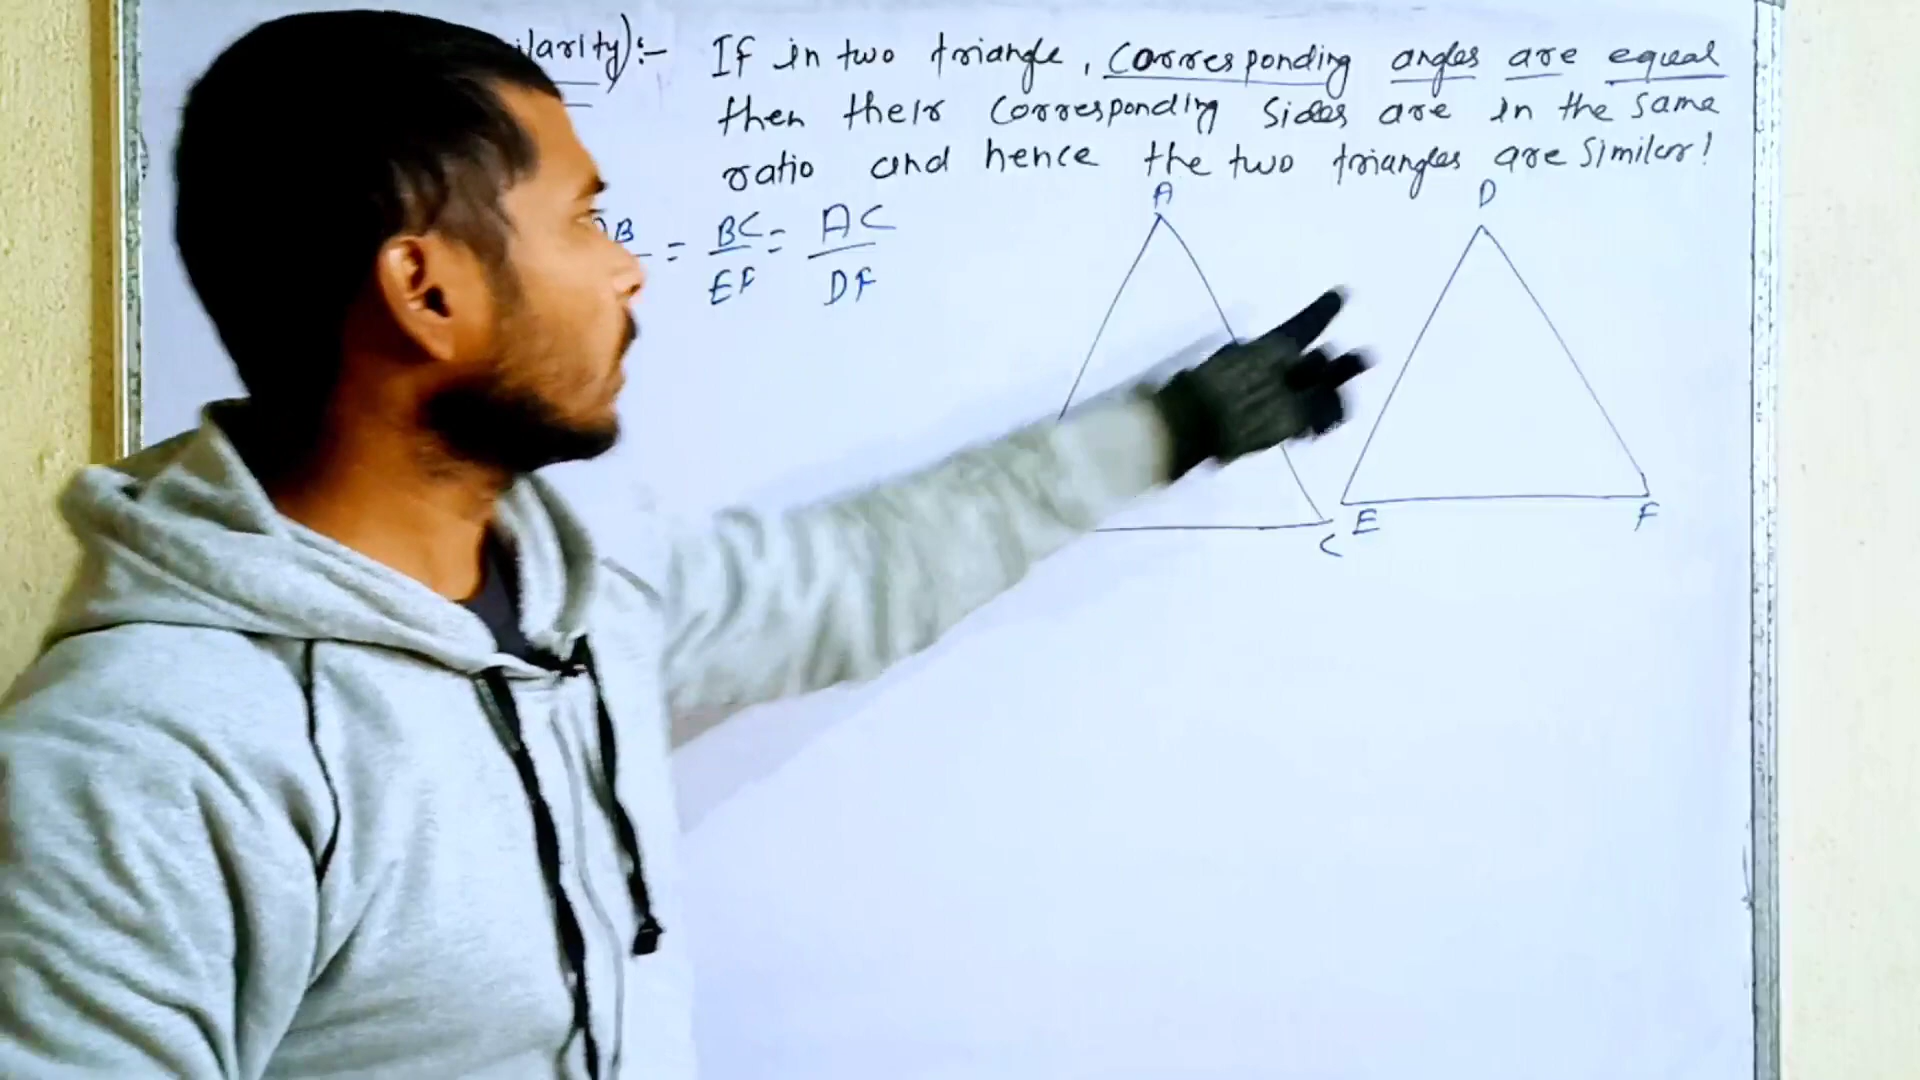 ilarity):- If in two triangle, corresponding angles are equal
then their corresponding sides are in the same
ratio and hence the two triangles are similar!
B/ = BC/EF = AC/DF
A D
C E F